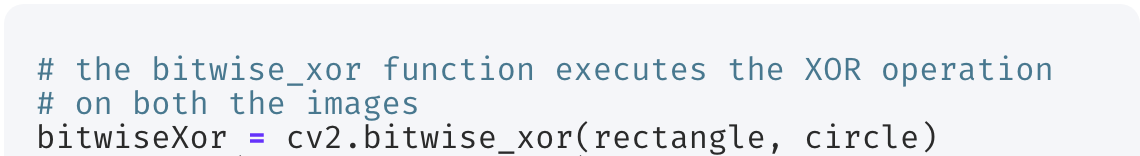 # the bitwise_xor function executes the XOR operation
# on both the images
bitwiseXor = cv2.bitwise_xor(rectangle, circle)